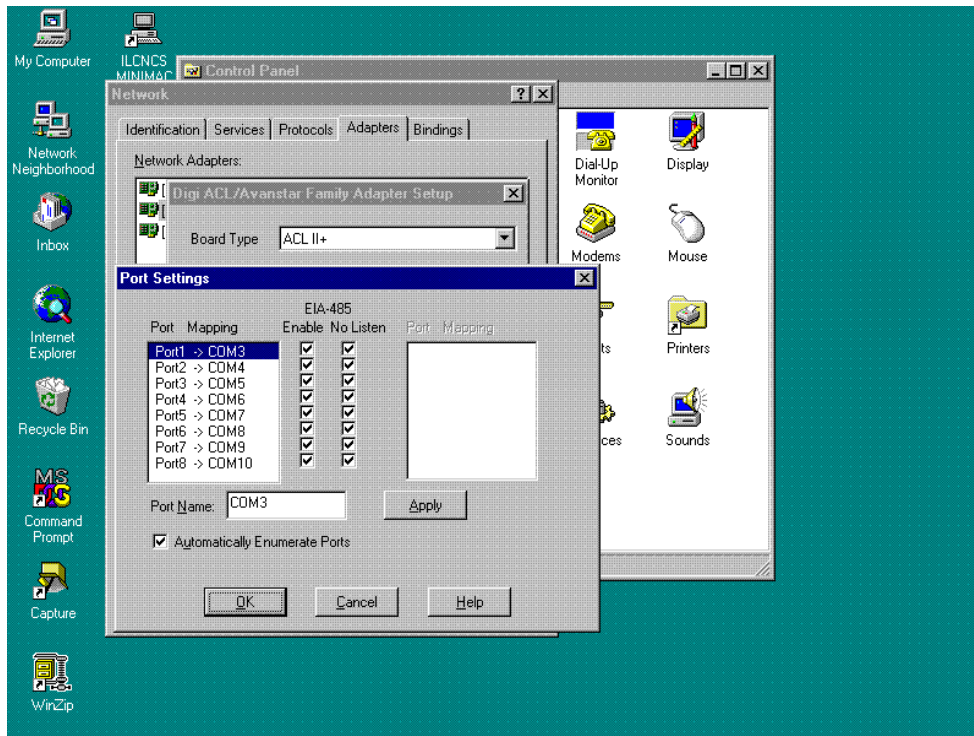 My Computer
ILCNCS
MINIMAC
Network
Neighborhood
Inbox
Internet
Explorer
Recycle Bin
MS
Command
Prompt
Capture
WinZip
Control Panel
Dial-Up
Monitor
Display
Modems
Mouse
ts
Printers
ces
Sounds
Network
Identification
Services
Protocols
Adapters
Bindings
Network Adapters:
Digi ACL/Avanstar Family Adapter Setup
Board Type
ACL II+
Port Settings
EIA-485
Port Mapping
Enable No Listen
Port Mapping
Port1 -> COM3
Port2 -> COM4
Port3 -> COM5
Port4 -> COM6
Port5 -> COM7
Port6 -> COM8
Port7 -> COM9
Port8 -> COM10
Port Name: COM3
Apply
Automatically Enumerate Ports
OK
Cancel
Help